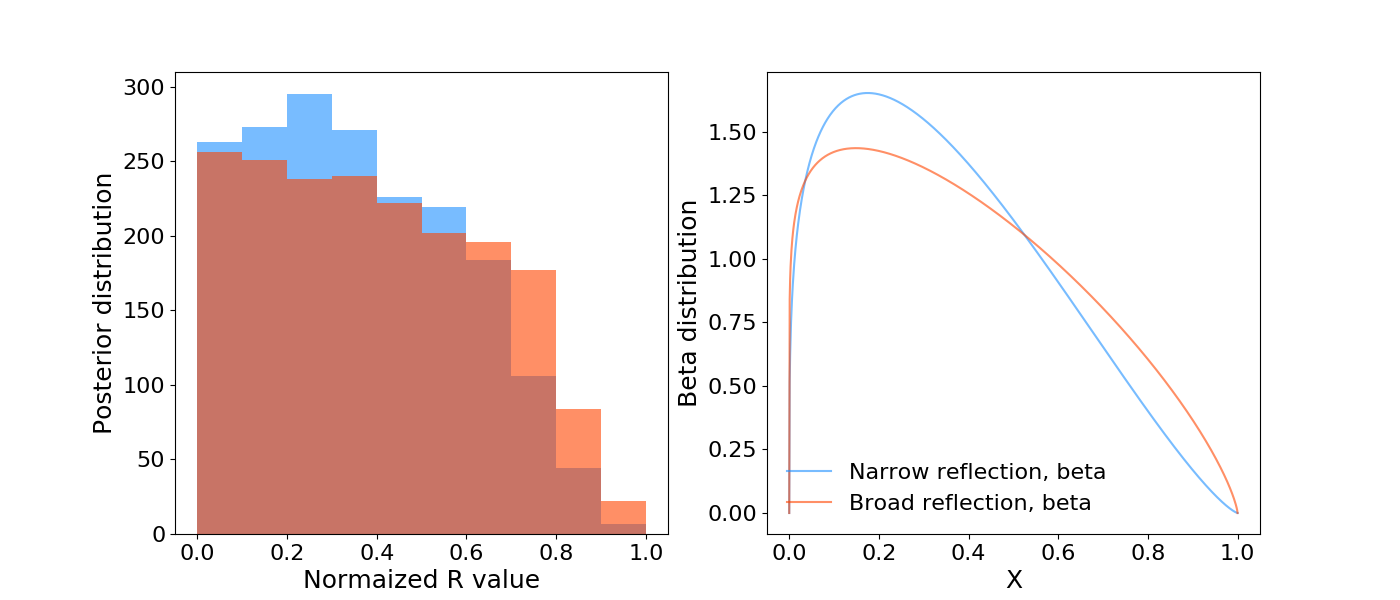 Posterior distribution
300
250
200
150
100
50
0
0.0 0.2 0.4 0.6 0.8 1.0
Normaized R value
Beta distribution
1.50
1.25
1.00
0.75
0.50
0.25
0.00
Narrow reflection, beta
Broad reflection, beta
0.0 0.2 0.4 0.6 0.8 1.0
X